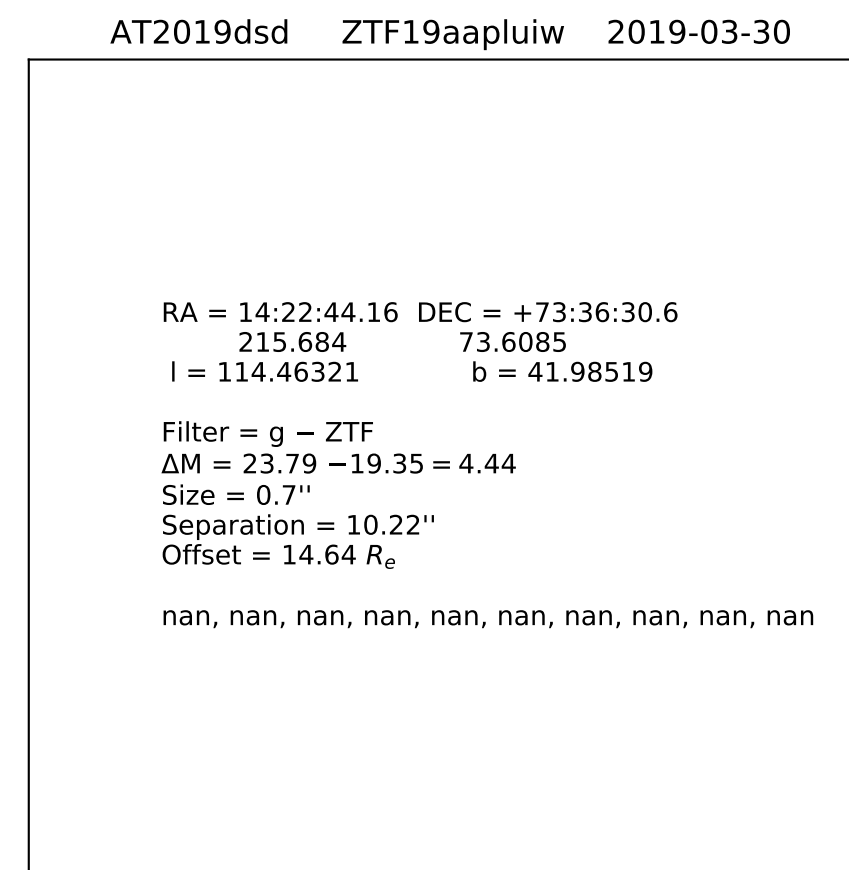 AT2019dsd ZTF19aapluiw 2019-03-30
RA = 14:22:44.16 DEC = +73:36:30.6
215.684 73.6085
l = 114.46321 b = 41.98519
Filter = g − ZTF
ΔM = 23.79 −19.35 = 4.44
Size = 0.7''
Separation = 10.22''
Offset = 14.64 Re
nan, nan, nan, nan, nan, nan, nan, nan, nan, nan